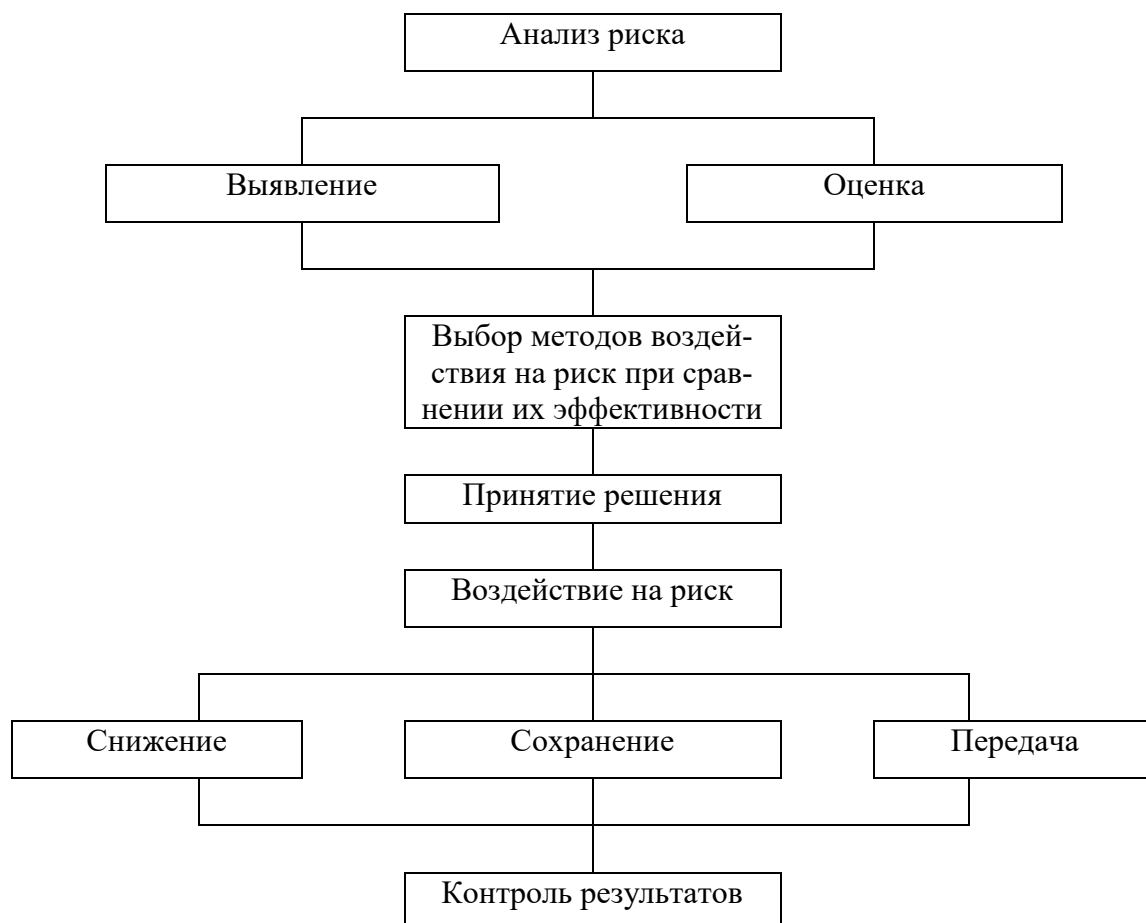 Анализ риска
Выявление
Оценка
Выбор методов воздей-
ствия на риск при срав-
нении их эффективности
Принятие решения
Воздействие на риск
Снижение
Сохранение
Передача
Контроль результатов